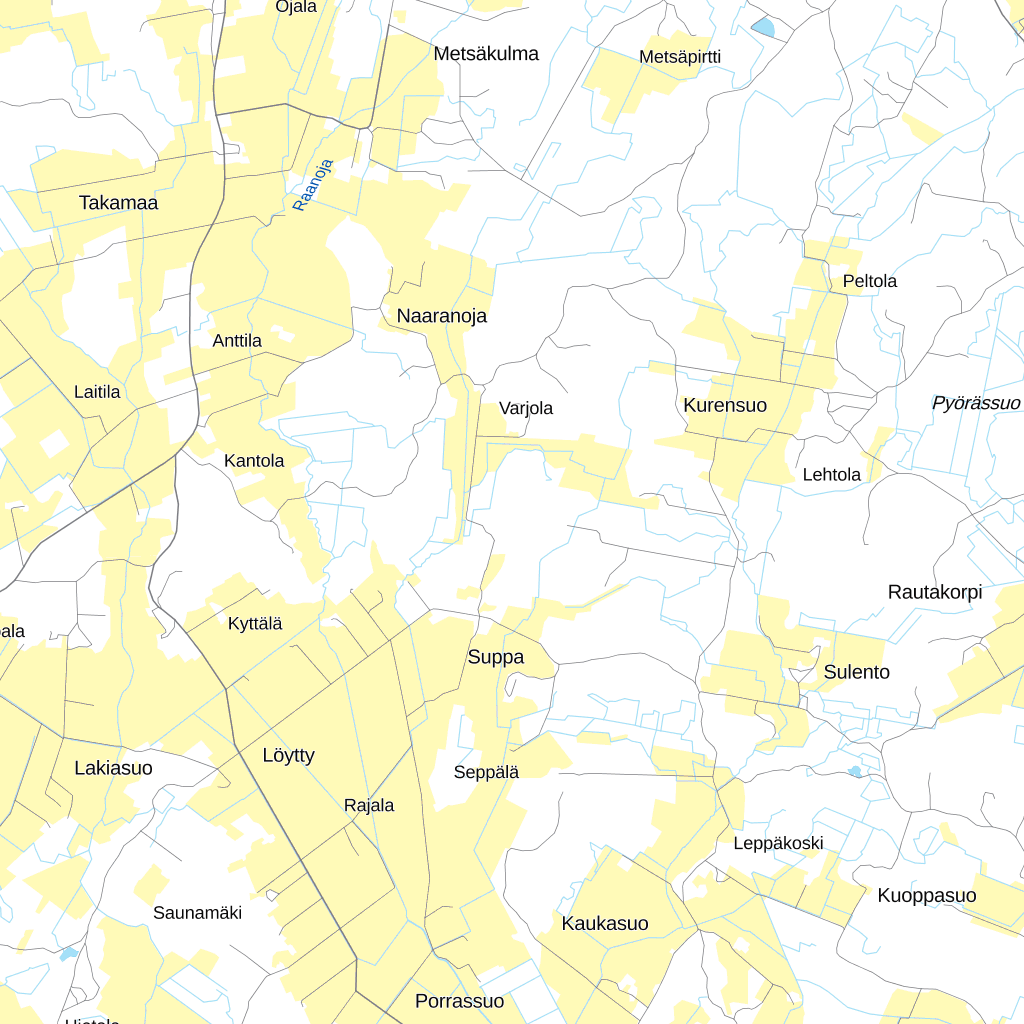 Ojala
Metsäkulma
Metsäpirtti
Raanoja
Takamaa
Peltola
Naaranoja
Anttila
Laitila
Varjola
Kurensuo
Pyörässuo
Kantola
Lehtola
Rautakorpi
Kyttälä
ala
Suppa
Sulento
Löytty
Lakiasuo
Seppälä
Rajala
Leppäkoski
Kuoppasuo
Saunamäki
Kaukasuo
Porrassuo